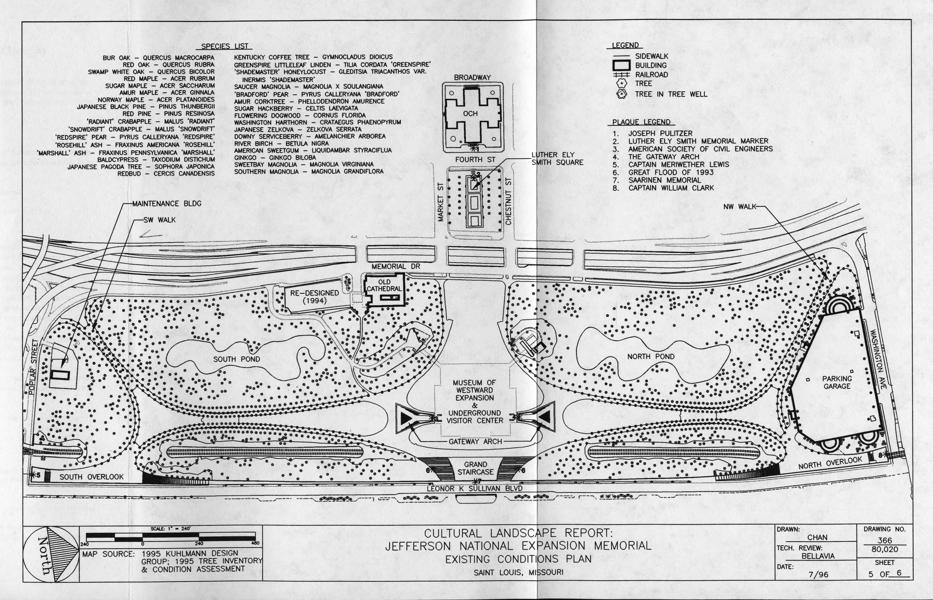 SPECIES LIST
BUR OAK – QUERCUS MACROCARPA
RED OAK – QUERCUS RUBRA
SWAMP WHITE OAK – QUERCUS BICOLOR
RED MAPLE – ACER RUBRUM
SUGAR MAPLE – ACER SACCHARUM
AMUR MAPLE – ACER GINNALA
NORWAY MAPLE – ACER PLATANOIDES
JAPANESE BLACK PINE – PINUS THUNBERGII
RED PINE – PINUS RESINOSA
'RADIANT' CRABAPPLE – MALUS 'RADIANT'
'SNOWDRIFT' CRABAPPLE – MALUS 'SNOWDRIFT'
'REDSPIRE' PEAR – PYRUS CALLERYANA 'REDSPIRE'
'ROSEHILL' ASH – FRAXINUS AMERICANA 'ROSEHILL'
'MARSHALL' ASH – FRAXINUS PENNSYLVANICA 'MARSHALL'
BALDCYPRESS – TAXODIUM DISTICHUM
JAPANESE PAGODA TREE – SOPHORA JAPONICA
REDBUD – CERCIS CANADENSIS
KENTUCKY COFFEE TREE – GYMNOCLADUS DIOICUS
GREENSPIRE LITTLELEAF LINDEN – TILIA CORDATA 'GREENSPIRE'
'SHADEMASTER' HONEYLOCUST – GLEDITSIA TRIACANTHOS VAR.
INERMIS 'SHADEMASTER'
SAUCER MAGNOLIA – MAGNOLIA X SOULANGIANA
'BRADFORD' PEAR – PYRUS CALLERYANA 'BRADFORD'
AMUR CORKTREE – PHELLODENDRON AMURENCE
SUGAR HACKBERRY – CELTIS LAEVIGATA
FLOWERING DOGWOOD – CORNUS FLORIDA
WASHINGTON HARTHORN – CRATAEGUS PHAENOPYRUM
JAPANESE ZELKOVA – ZELKOVA SERRATA
DOWNY SERVICEBERRY – AMELANCHIER ARBOREA
RIVER BIRCH – BETULA NIGRA
AMERICAN SWEETGUM – LIQUIDAMBAR STYRACIFLUA
GINKGO – GINKGO BILOBA
SWEETBAY MAGNOLIA – MAGNOLIA VIRGINIANA
SOUTHERN MAGNOLIA – MAGNOLIA GRANDIFLORA
LEGEND
SIDEWALK
BUILDING
RAILROAD
TREE
TREE IN TREE WELL
PLAQUE LEGEND
1. JOSEPH PULITZER
2. LUTHER ELY SMITH MEMORIAL MARKER
3. AMERICAN SOCIETY OF CIVIL ENGINEERS
4. THE GATEWAY ARCH
5. CAPTAIN MERIWETHER LEWIS
6. GREAT FLOOD OF 1993
7. SAARINEN MEMORIAL
8. CAPTAIN WILLIAM CLARK
BROADWAY
OCH
FOURTH ST
LUTHER ELY
SMITH SQUARE
MARKET ST
CHESTNUT ST
MAINTENANCE BLDG
SW WALK
NW WALK
MEMORIAL DR
RE-DESIGNED
(1994)
OLD
CATHEDRAL
POPLAR STREET
SOUTH POND
NORTH POND
WASHINGTON AVE
PARKING
GARAGE
MUSEUM OF
WESTWARD
EXPANSION
&
UNDERGROUND
VISITOR CENTER
GATEWAY ARCH
GRAND
STAIRCASE
5
SOUTH OVERLOOK
6
7
6
NORTH OVERLOOK
8
LEONOR K SULLIVAN BLVD
North
SCALE: 1" = 240'
240 0 240 480
MAP SOURCE: 1995 KUHLMANN DESIGN
GROUP; 1995 TREE INVENTORY
& CONDITION ASSESSMENT
CULTURAL LANDSCAPE REPORT:
JEFFERSON NATIONAL EXPANSION MEMORIAL
EXISTING CONDITIONS PLAN
SAINT LOUIS, MISSOURI
DRAWN:
CHAN
TECH. REVIEW:
BELLAVIA
DATE:
7/96
DRAWING NO.
366
80,020
SHEET
5 OF 6